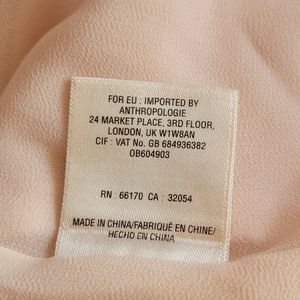 FOR EU : IMPORTED BY
ANTHROPOLOGIE
24 MARKET PLACE, 3RD FLOOR,
LONDON, UK W1W8AN
CIF : VAT No. GB 684936382
OB604903
RN : 66170 CA : 32054
MADE IN CHINA/FABRIQUÉ EN CHINE/
HECHO EN CHINA